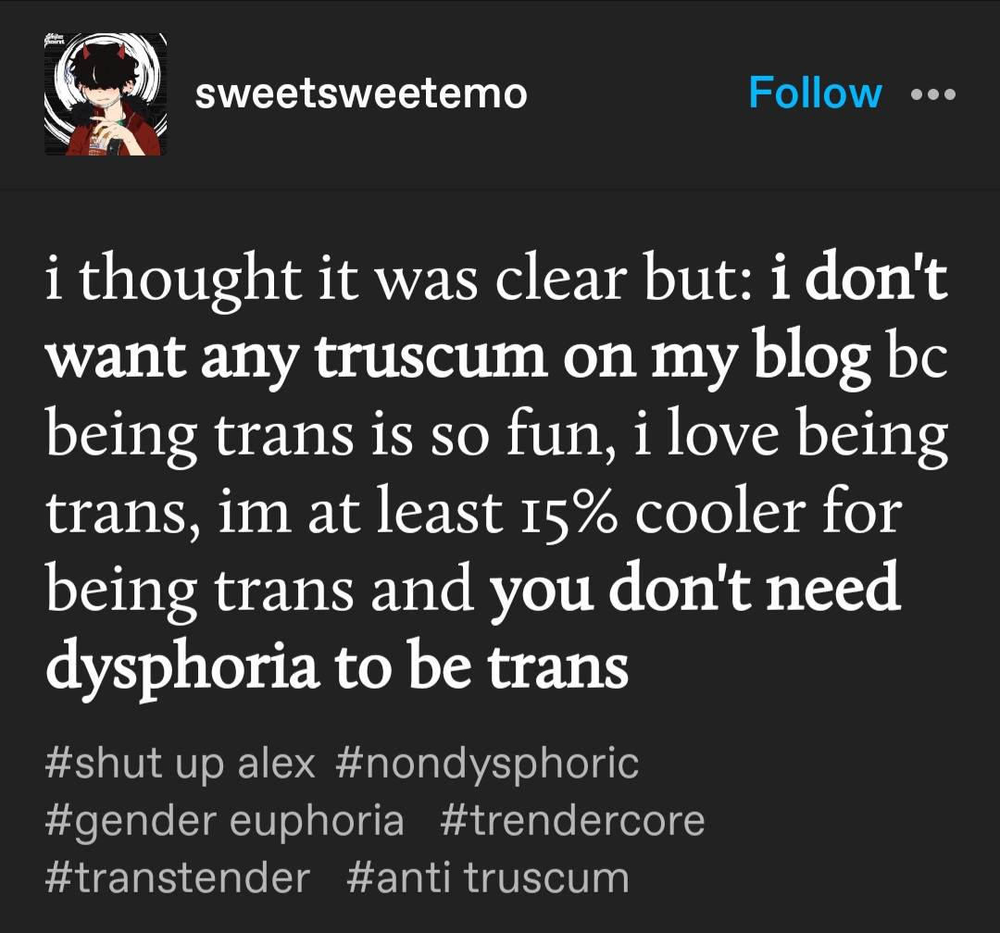 sweetsweetemo Follow
i thought it was clear but: i don't
want any truscum on my blog bc
being trans is so fun, i love being
trans, im at least 15% cooler for
being trans and you don't need
dysphoria to be trans
#shut up alex #nondysphoric
#gender euphoria #trendercore
#transtender #anti truscum